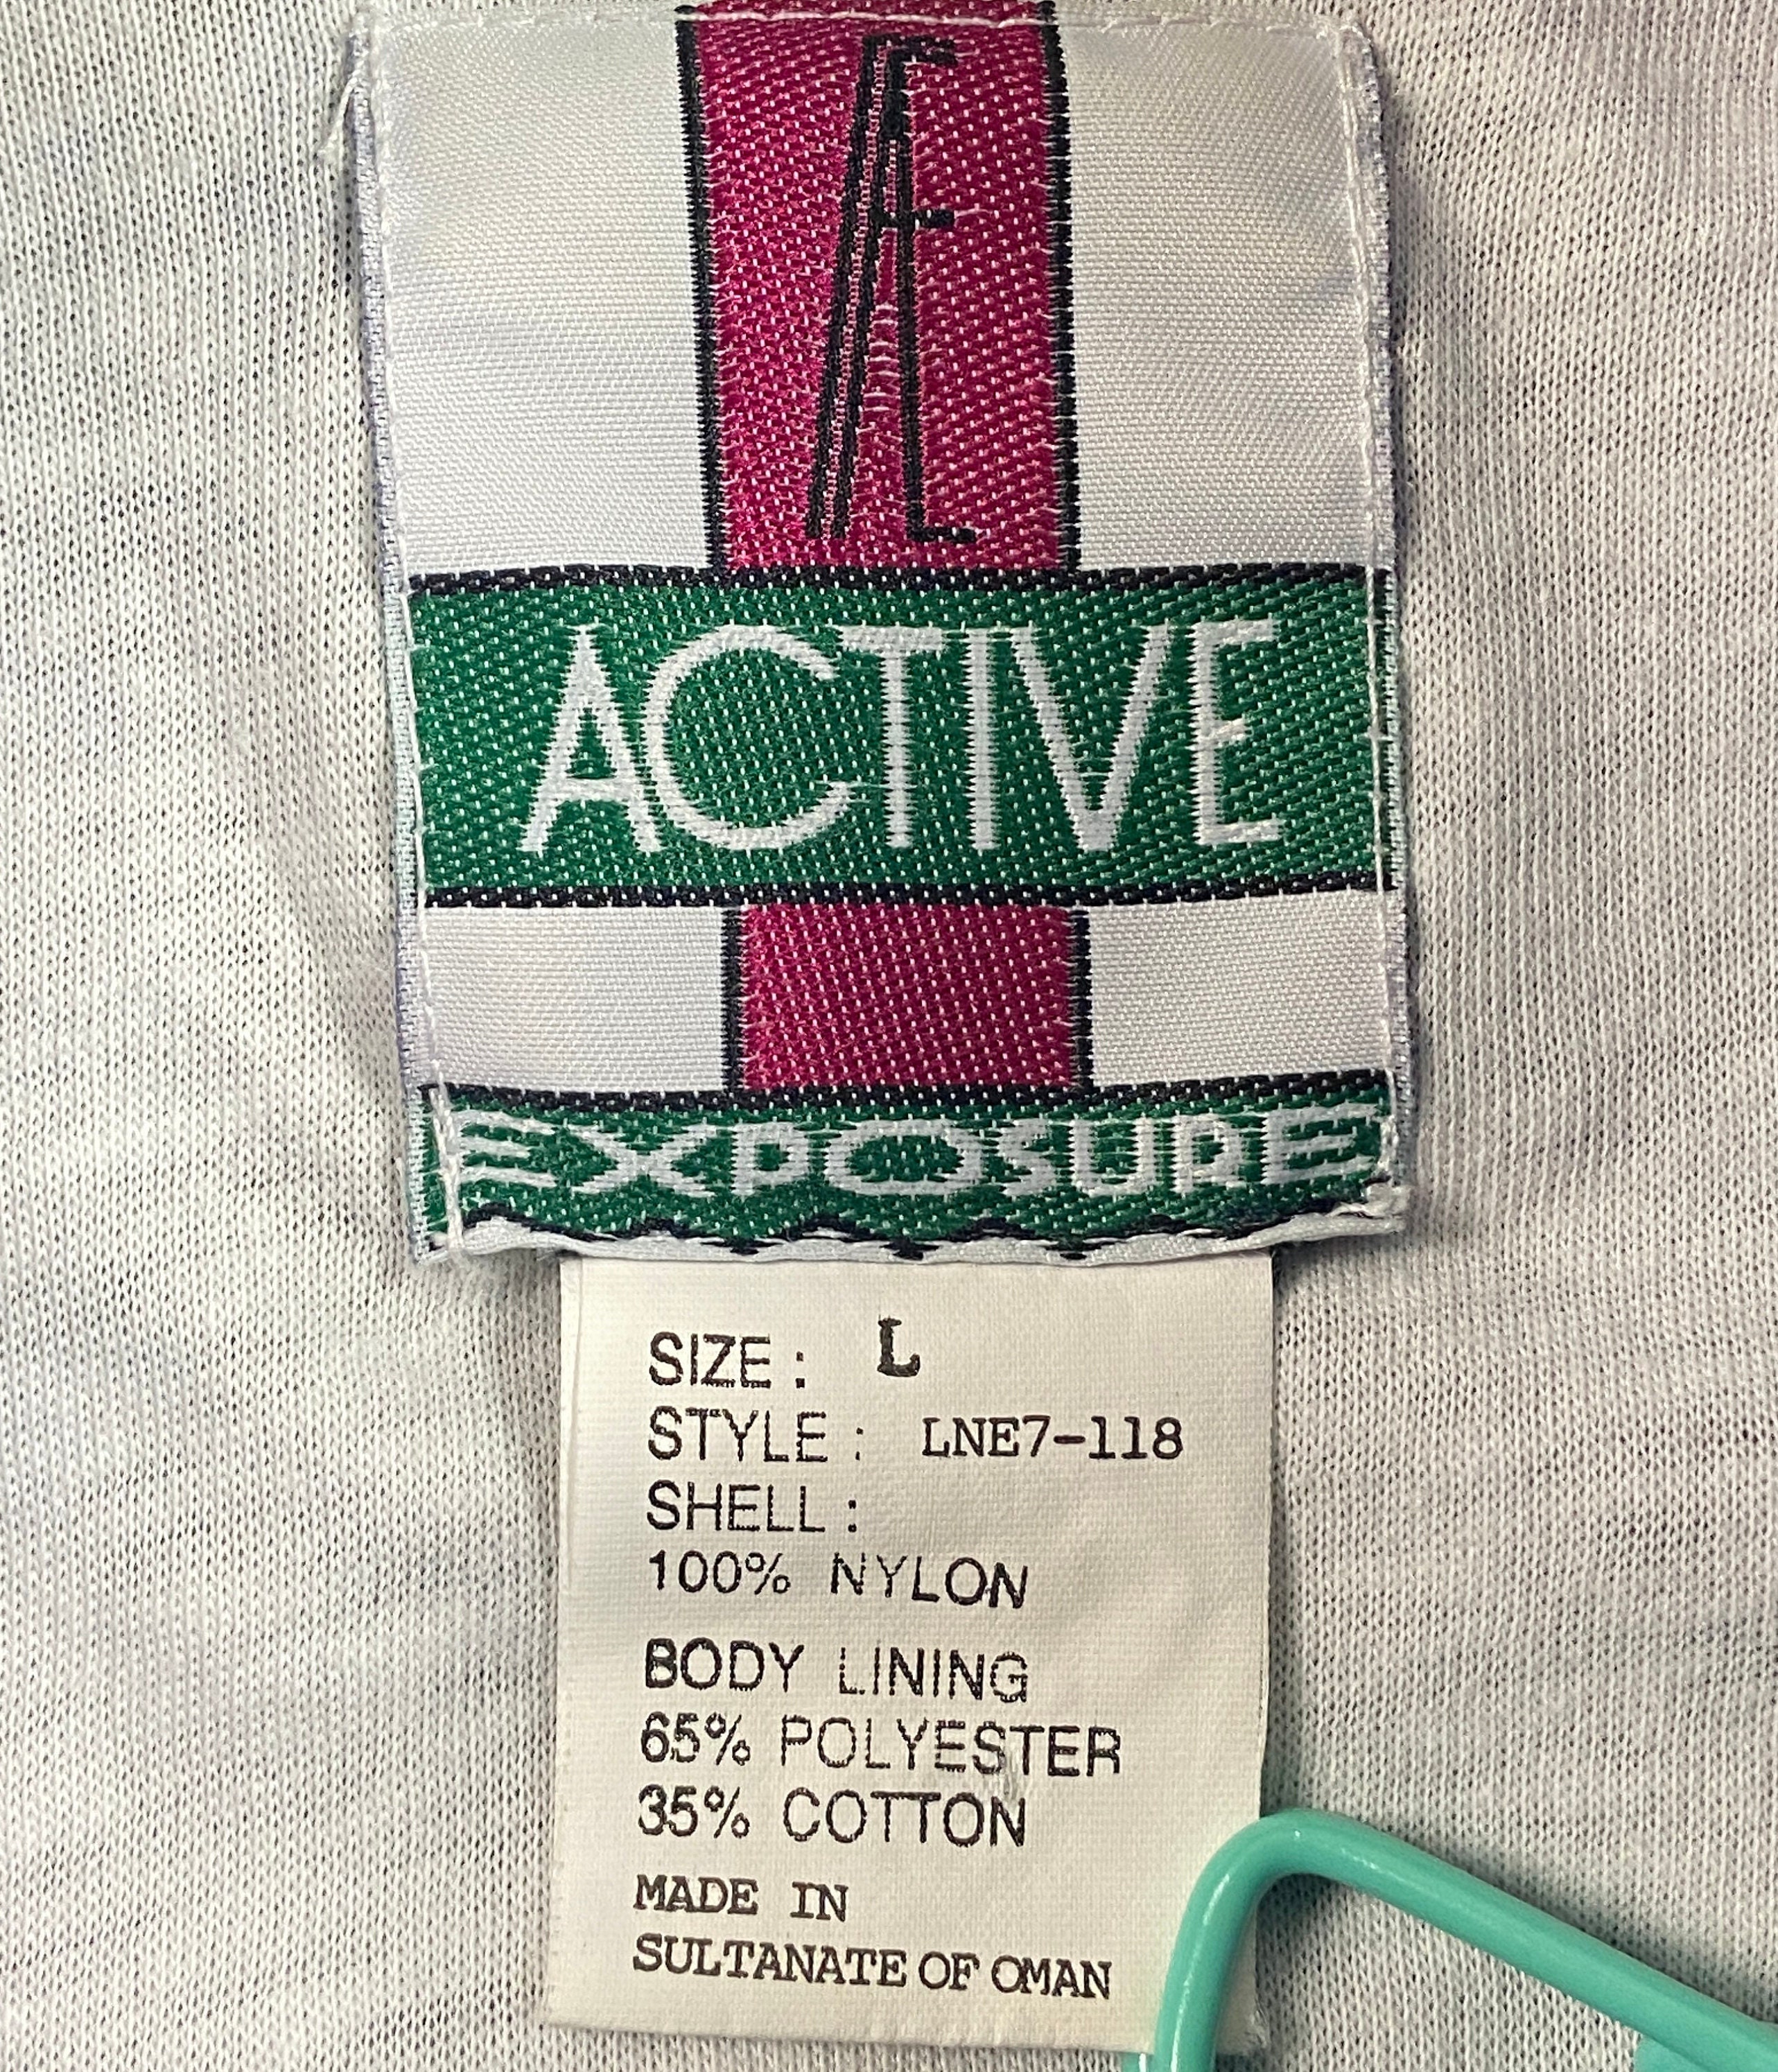 AE
ACTIVE
EXPOSURE
SIZE : L
STYLE : LNE7-118
SHELL :
100% NYLON
BODY LINING
65% POLYESTER
35% COTTON
MADE IN
SULTANATE OF OMAN